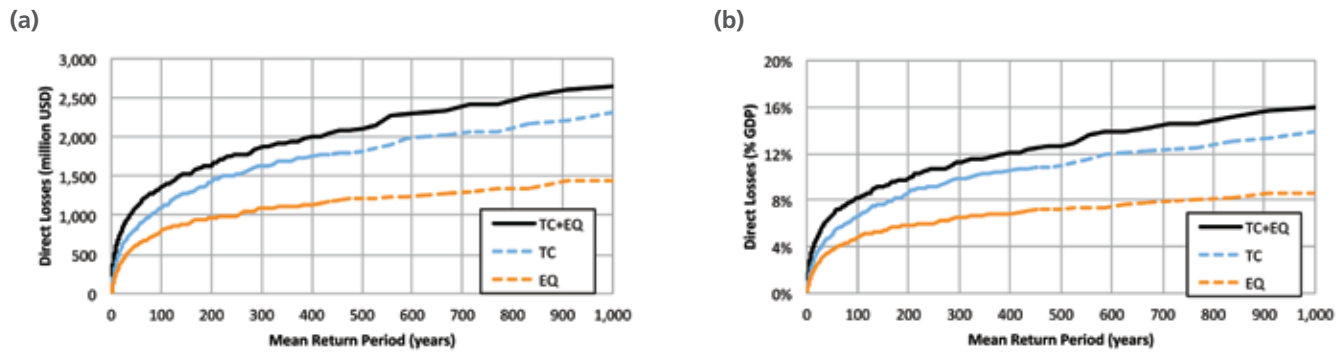 (a)
3,000
2,500
2,000
1,500
1,000
500
0
Direct Losses (million USD)
TC+EQ
TC
EQ
0 100 200 300 400 500 600 700 800 900 1,000
Mean Return Period (years)
(b)
20%
16%
12%
8%
4%
0%
Direct Losses (% GDP)
TC+EQ
TC
EQ
0 100 200 300 400 500 600 700 800 900 1,000
Mean Return Period (years)